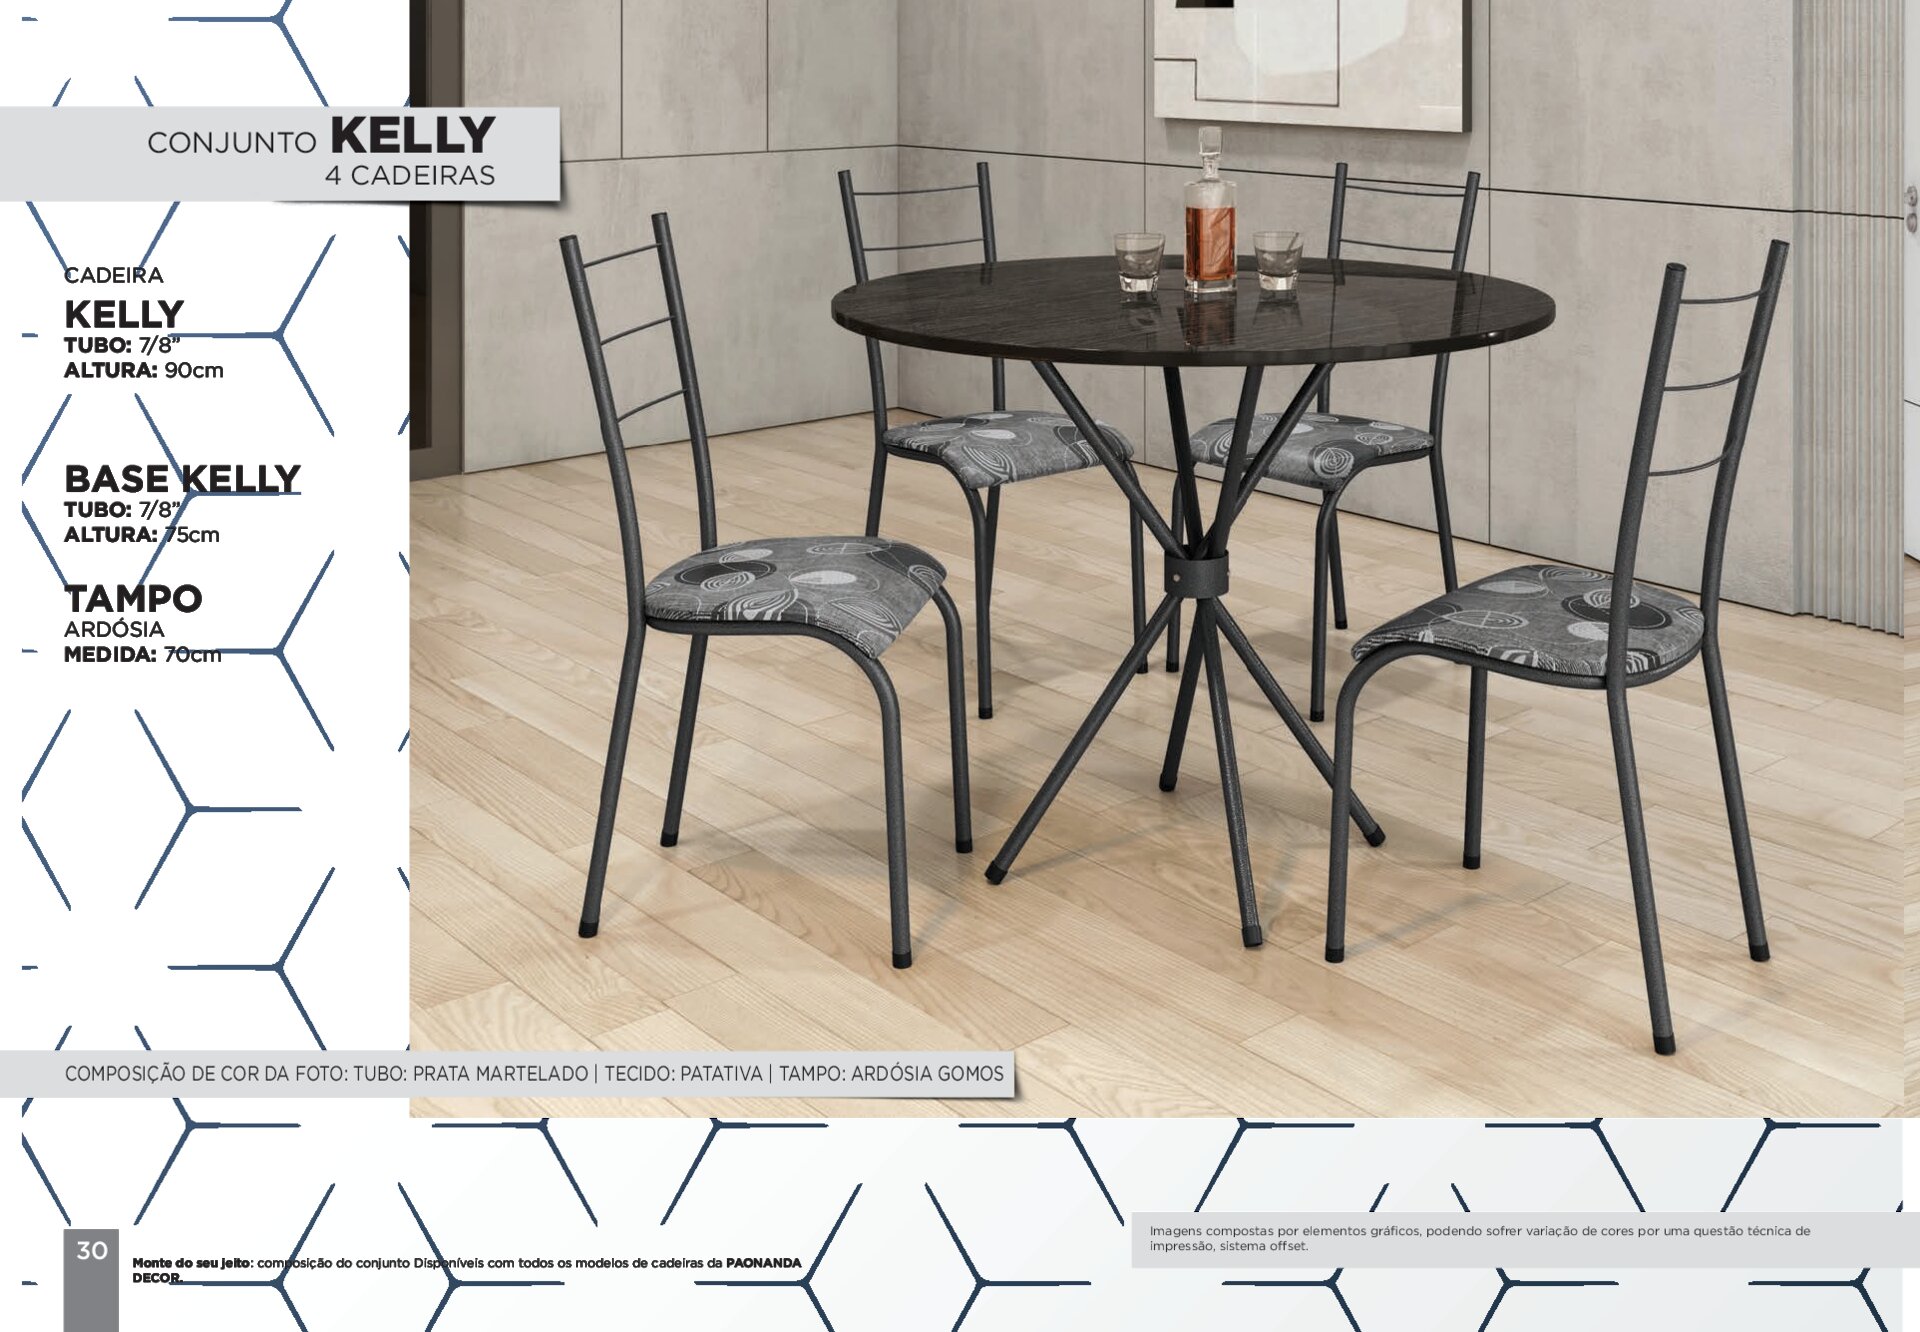 CONJUNTO KELLY
4 CADEIRAS
CADEIRA
KELLY
TUBO: 7/8”
ALTURA: 90cm
BASE KELLY
TUBO: 7/8”
ALTURA: 75cm
TAMPO
ARDÓSIA
MEDIDA: 70cm
COMPOSIÇÃO DE COR DA FOTO: TUBO: PRATA MARTELADO | TECIDO: PATATIVA | TAMPO: ARDÓSIA GOMOS
30
Monte do seu jeito: composição do conjunto Disponíveis com todos os modelos de cadeiras da PAONANDA
DECOR.
Imagens compostas por elementos gráficos, podendo sofrer variação de cores por uma questão técnica de
impressão, sistema offset.